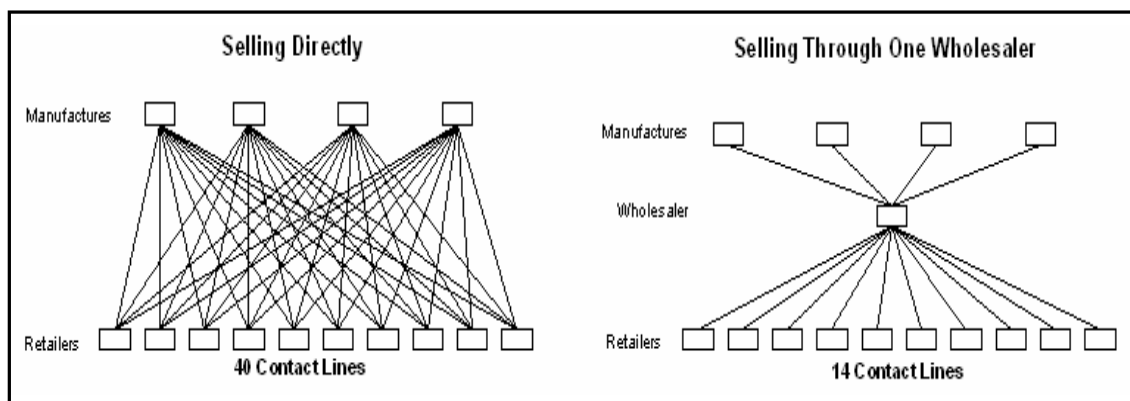 Selling Directly
Manufactures
Retailers
40 Contact Lines
Selling Through One Wholesaler
Manufactures
Wholesaler
Retailers
14 Contact Lines